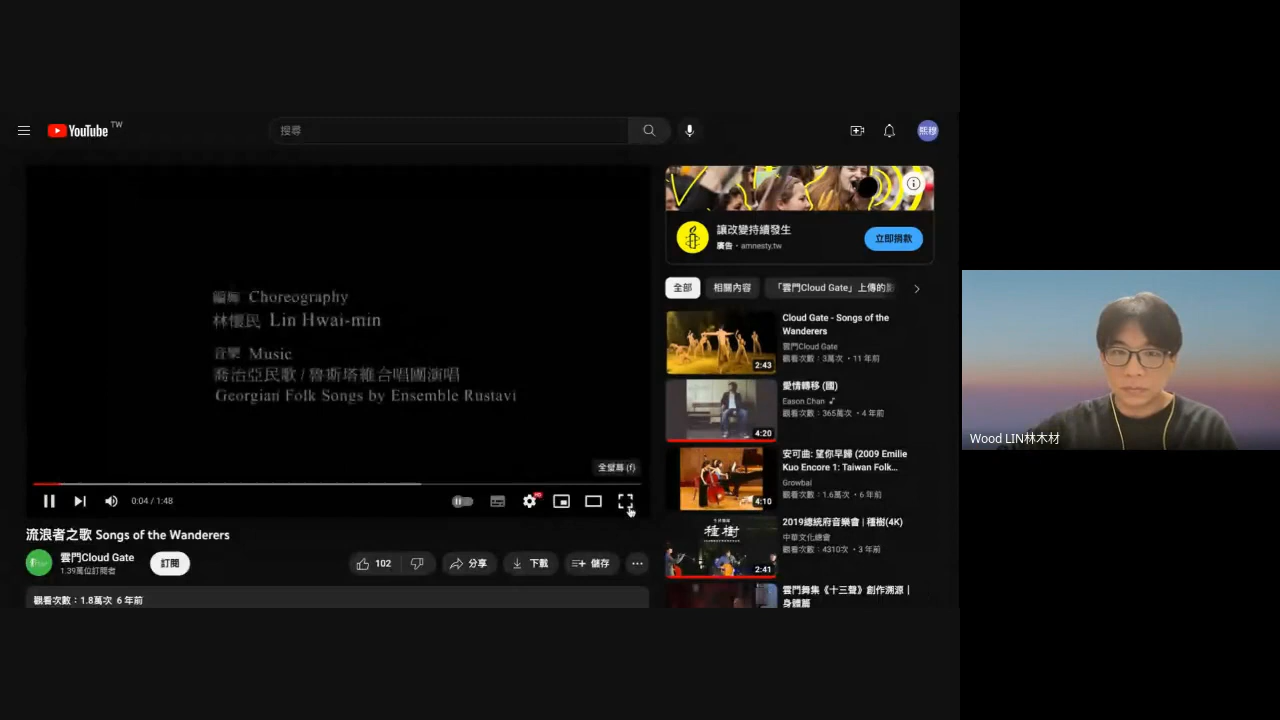 YouTube TW
搜尋
熙穆
編舞 Choreography
林懷民 Lin Hwai-min
音樂 Music
喬治亞民歌 / 魯斯塔維合唱團演唱
Georgian Folk Songs by Ensemble Rustavi
全螢幕 (f)
0:04 / 1:48
HD
流浪者之歌 Songs of the Wanderers
雲門Cloud Gate
1.39萬位訂閱者
訂閱
102
分享
下載
儲存
觀看次數：1.8萬次 6 年前
讓改變持續發生
廣告・amnesty.tw
立即捐款
全部
相關內容
「雲門Cloud Gate」上傳的影
2:43
Cloud Gate - Songs of the
Wanderers
雲門Cloud Gate
觀看次數：3萬次・11 年前
4:20
愛情轉移 (國)
Eason Chan
觀看次數：365萬次・4 年前
4:10
安可曲: 望你早歸 (2009 Emilie
Kuo Encore 1: Taiwan Folk...
Growbai
觀看次數：1.6萬次・6 年前
種樹
2:41
2019總統府音樂會 | 種樹(4K)
中華文化總會
觀看次數：4310次・3 年前
雲門舞集《十三聲》創作溯源｜
身體篇
Wood LIN林木材